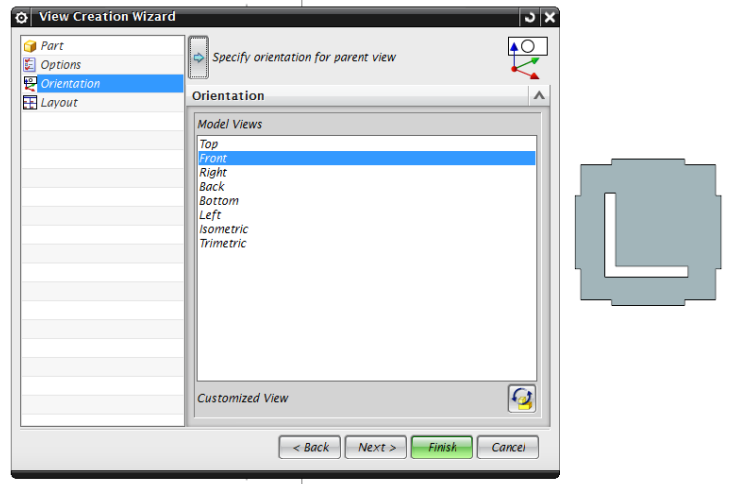 View Creation Wizard
Part
Options
Orientation
Layout
Specify orientation for parent view
Orientation
Model Views
Top
Front
Right
Back
Bottom
Left
Isometric
Trimetric
Customized View
< Back
Next >
Finish
Cancel